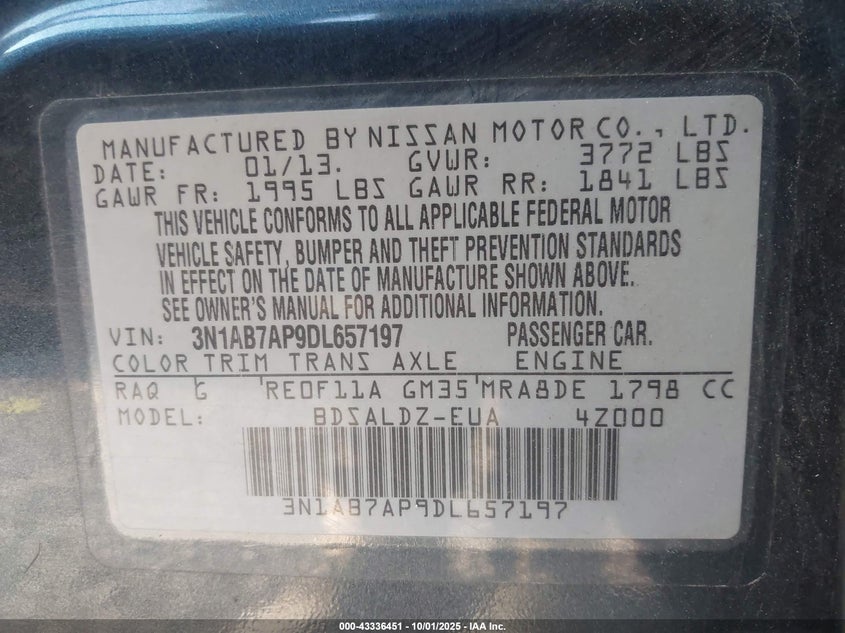 MANUFACTURED BY NISSAN MOTOR CO., LTD.
DATE: 01/13. GVWR: 3772 LBS
GAWR FR: 1995 LBS GAWR RR: 1841 LBS
THIS VEHICLE CONFORMS TO ALL APPLICABLE FEDERAL MOTOR
VEHICLE SAFETY, BUMPER AND THEFT PREVENTION STANDARDS
IN EFFECT ON THE DATE OF MANUFACTURE SHOWN ABOVE.
SEE OWNER'S MANUAL FOR ADDITIONAL INFORMATION.
VIN: 3N1AB7AP9DL657197 PASSENGER CAR.
COLOR TRIM TRANS AXLE ENGINE
RAQ G 'RE0F11A GM35'MRA8DE 1798 CC
MODEL: BDSALDZ-EUA 4Z000
3N1AB7AP9DL657197
000-43336451 - 10/01/2025 - IAA Inc.